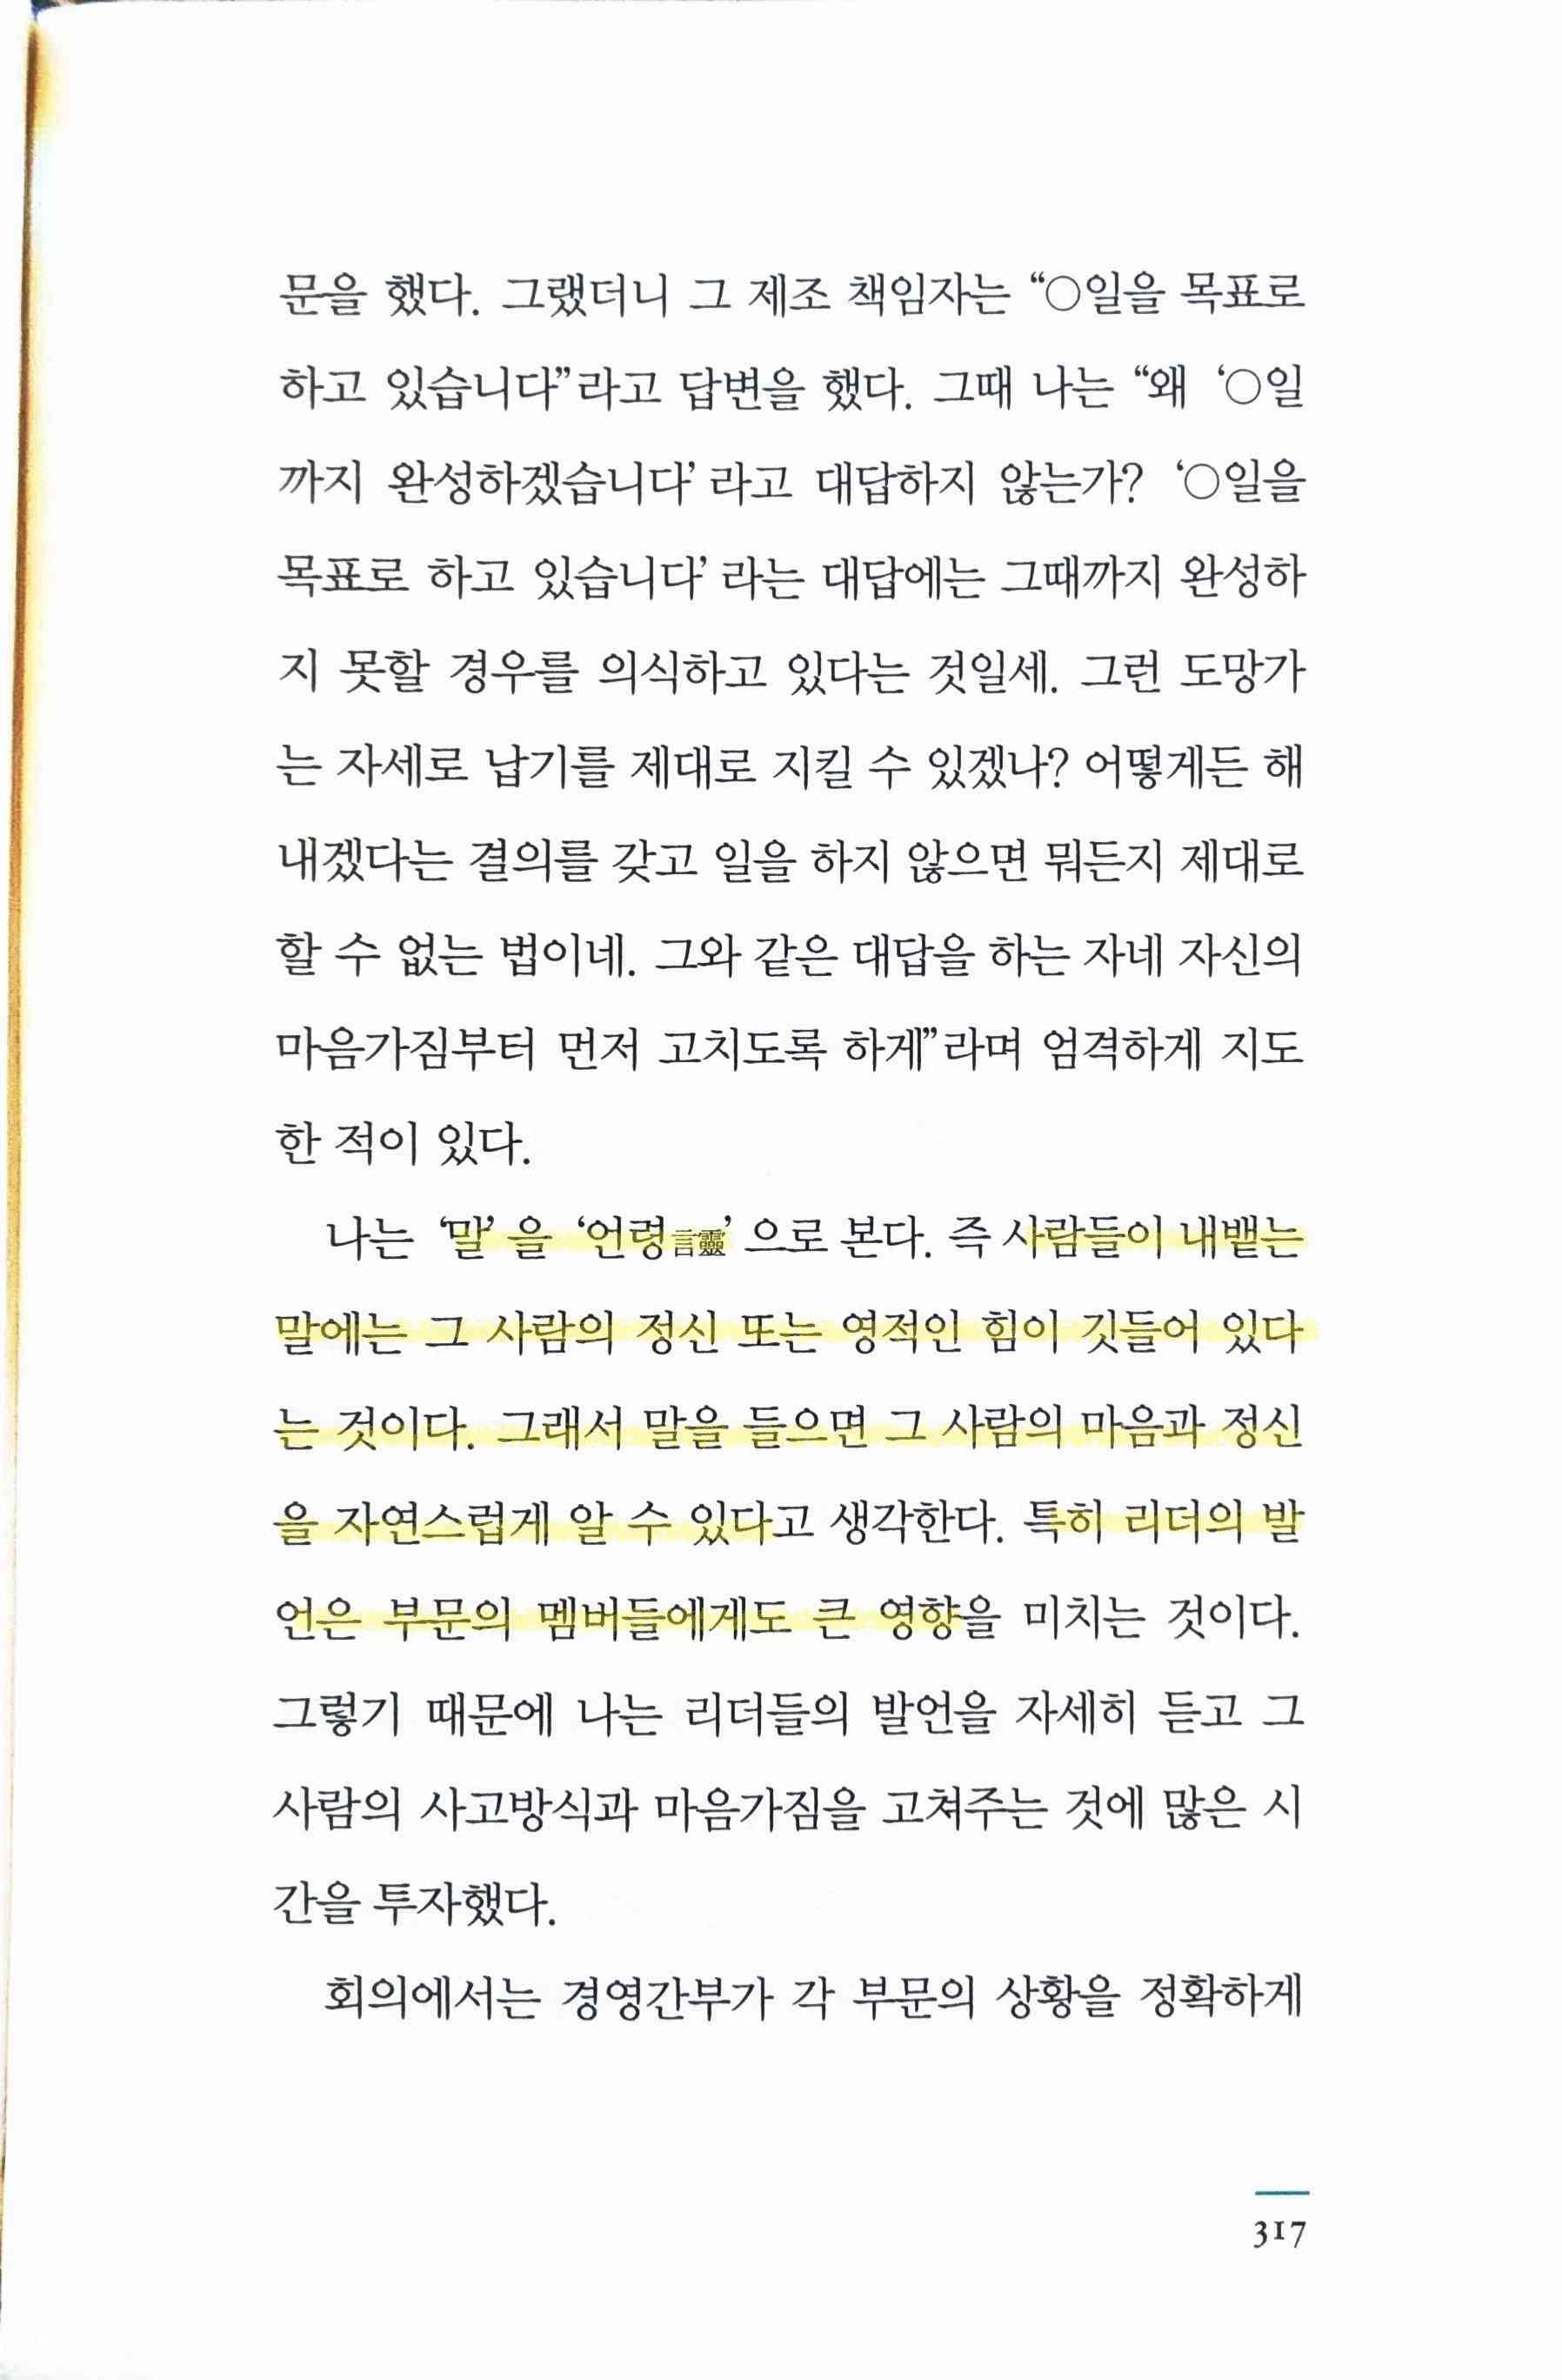 문을 했다. 그랬더니 그 제조 책임자는 “○일을 목표로
하고 있습니다”라고 답변을 했다. 그때 나는 “왜 ‘○일
까지 완성하겠습니다’라고 대답하지 않는가? ‘○일을
목표로 하고 있습니다’라는 대답에는 그때까지 완성하
지 못할 경우를 의식하고 있다는 것일세. 그런 도망가
는 자세로 납기를 제대로 지킬 수 있겠나? 어떻게든 해
내겠다는 결의를 갖고 일을 하지 않으면 뭐든지 제대로
할 수 없는 법이네. 그와 같은 대답을 하는 자네 자신의
마음가짐부터 먼저 고치도록 하게”라며 엄격하게 지도
한 적이 있다.
나는 ‘말’을 ‘언령言靈’으로 본다. 즉 사람들이 내뱉는
말에는 그 사람의 정신 또는 영적인 힘이 깃들어 있다
는 것이다. 그래서 말을 들으면 그 사람의 마음과 정신
을 자연스럽게 알 수 있다고 생각한다. 특히 리더의 발
언은 부문의 멤버들에게도 큰 영향을 미치는 것이다.
그렇기 때문에 나는 리더들의 발언을 자세히 듣고 그
사람의 사고방식과 마음가짐을 고쳐주는 것에 많은 시
간을 투자했다.
회의에서는 경영간부가 각 부문의 상황을 정확하게
317